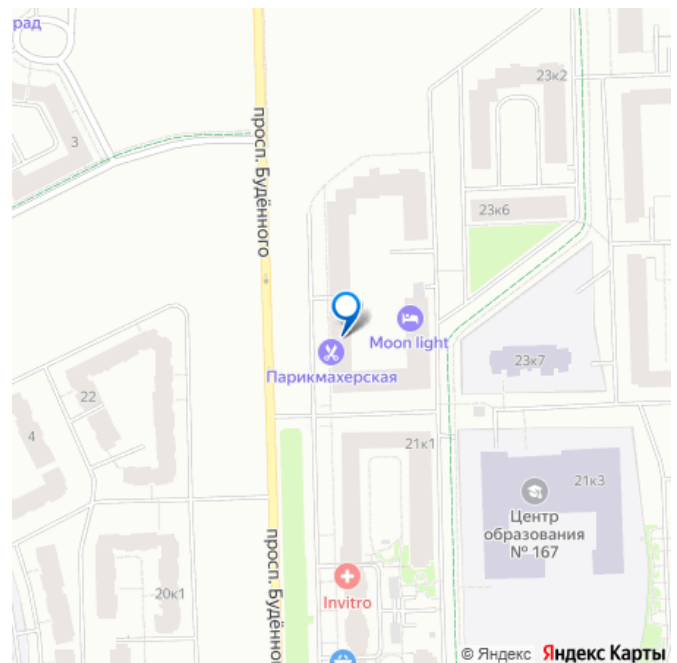 рад
23к2
3
просп. Будённого
23к6
Moon light
Парикмахерская
23к7
22
4
21к1
21к3
Центр
образования
№ 167
просп. Будённо
20к1
Invitro
© Яндекс Яндекс Карты